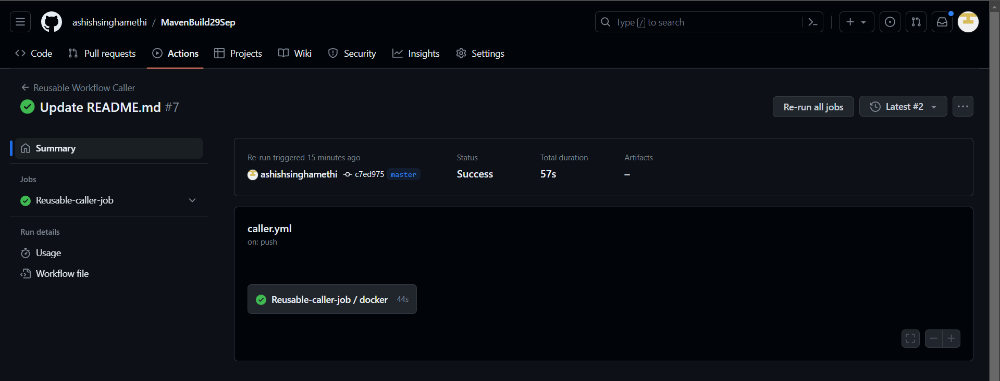 ashishsinghamethi / MavenBuild29Sep
Type / to search
Code Pull requests Actions Projects Wiki Security Insights Settings
Reusable Workflow Caller
Update README.md #7
Re-run all jobs
Latest #2
Summary
Jobs
Reusable-caller-job
Run details
Usage
Workflow file
Re-run triggered 15 minutes ago
ashishsinghamethi c7ed975 master
Status
Success
Total duration
57s
Artifacts
–
caller.yml
on: push
Reusable-caller-job / docker 44s